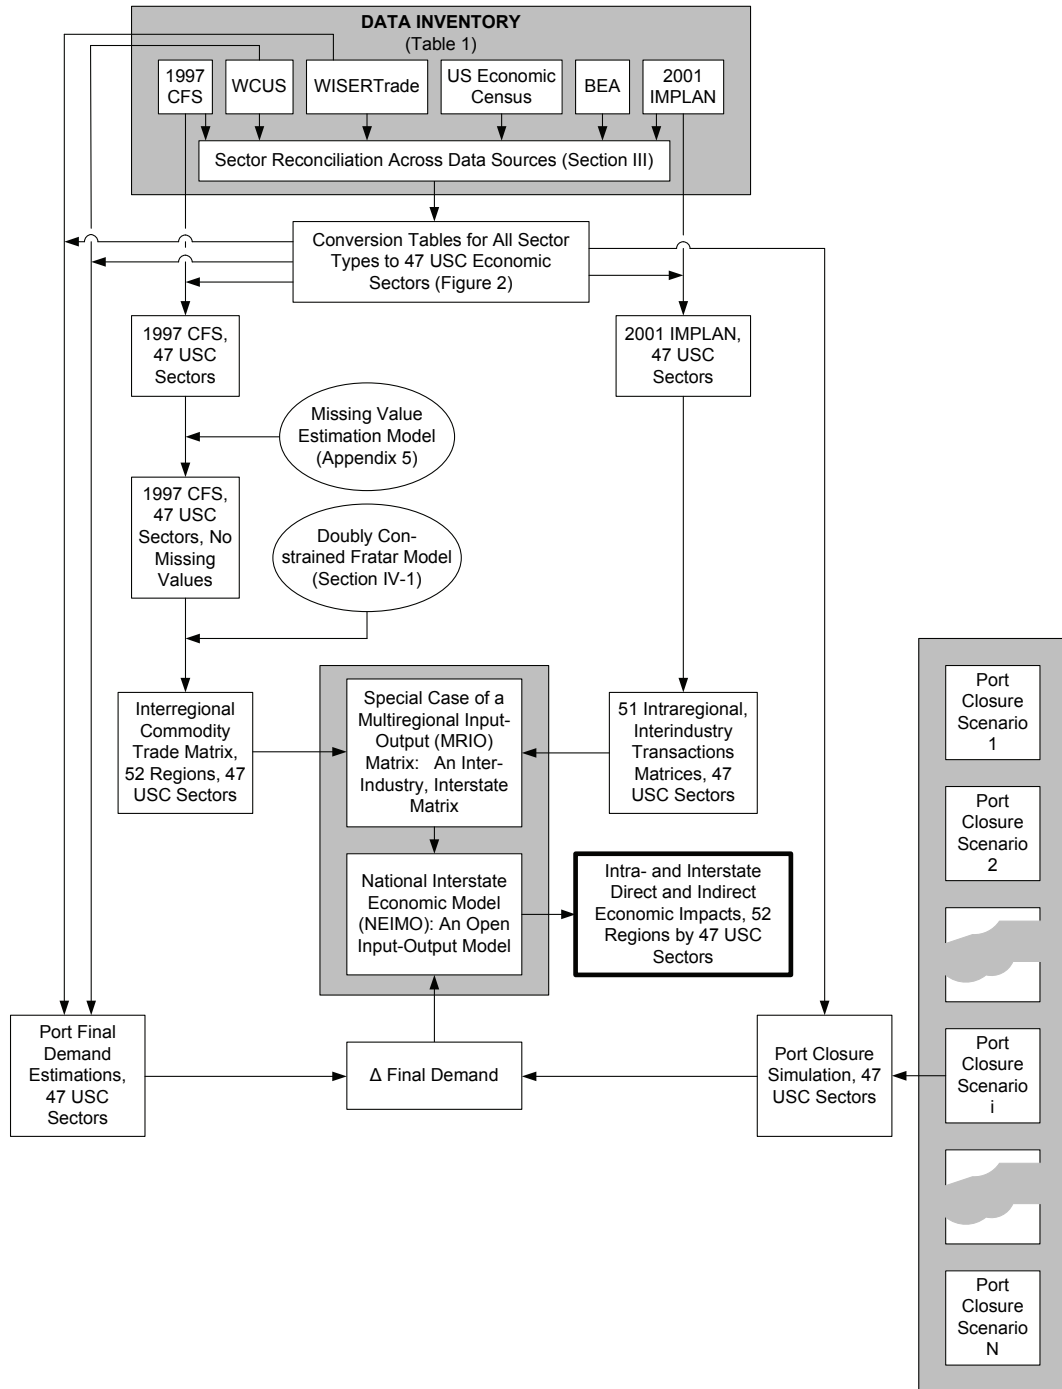 DATA INVENTORY
(Table 1)
1997
CFS
WCUS
WISERTrade
US Economic
Census
BEA
2001
IMPLAN
Sector Reconciliation Across Data Sources (Section III)
Conversion Tables for All Sector
Types to 47 USC Economic
Sectors (Figure 2)
1997 CFS,
47 USC
Sectors
2001 IMPLAN,
47 USC
Sectors
Missing Value
Estimation Model
(Appendix 5)
1997 CFS,
47 USC
Sectors, No
Missing
Values
Doubly Con-
strained Fratar Model
(Section IV-1)
Interregional
Commodity
Trade Matrix,
52 Regions, 47
USC Sectors
Special Case of a
Multiregional Input-
Output (MRIO)
Matrix: An Inter-
Industry, Interstate
Matrix
51 Intraregional,
Interindustry
Transactions
Matrices, 47
USC Sectors
National Interstate
Economic Model
(NEIMO): An Open
Input-Output Model
Intra- and Interstate
Direct and Indirect
Economic Impacts, 52
Regions by 47 USC
Sectors
Port Final
Demand
Estimations,
47 USC
Sectors
Δ Final Demand
Port Closure
Simulation, 47
USC Sectors
Port
Closure
Scenario
1
Port
Closure
Scenario
2
Port
Closure
Scenario
i
Port
Closure
Scenario
N